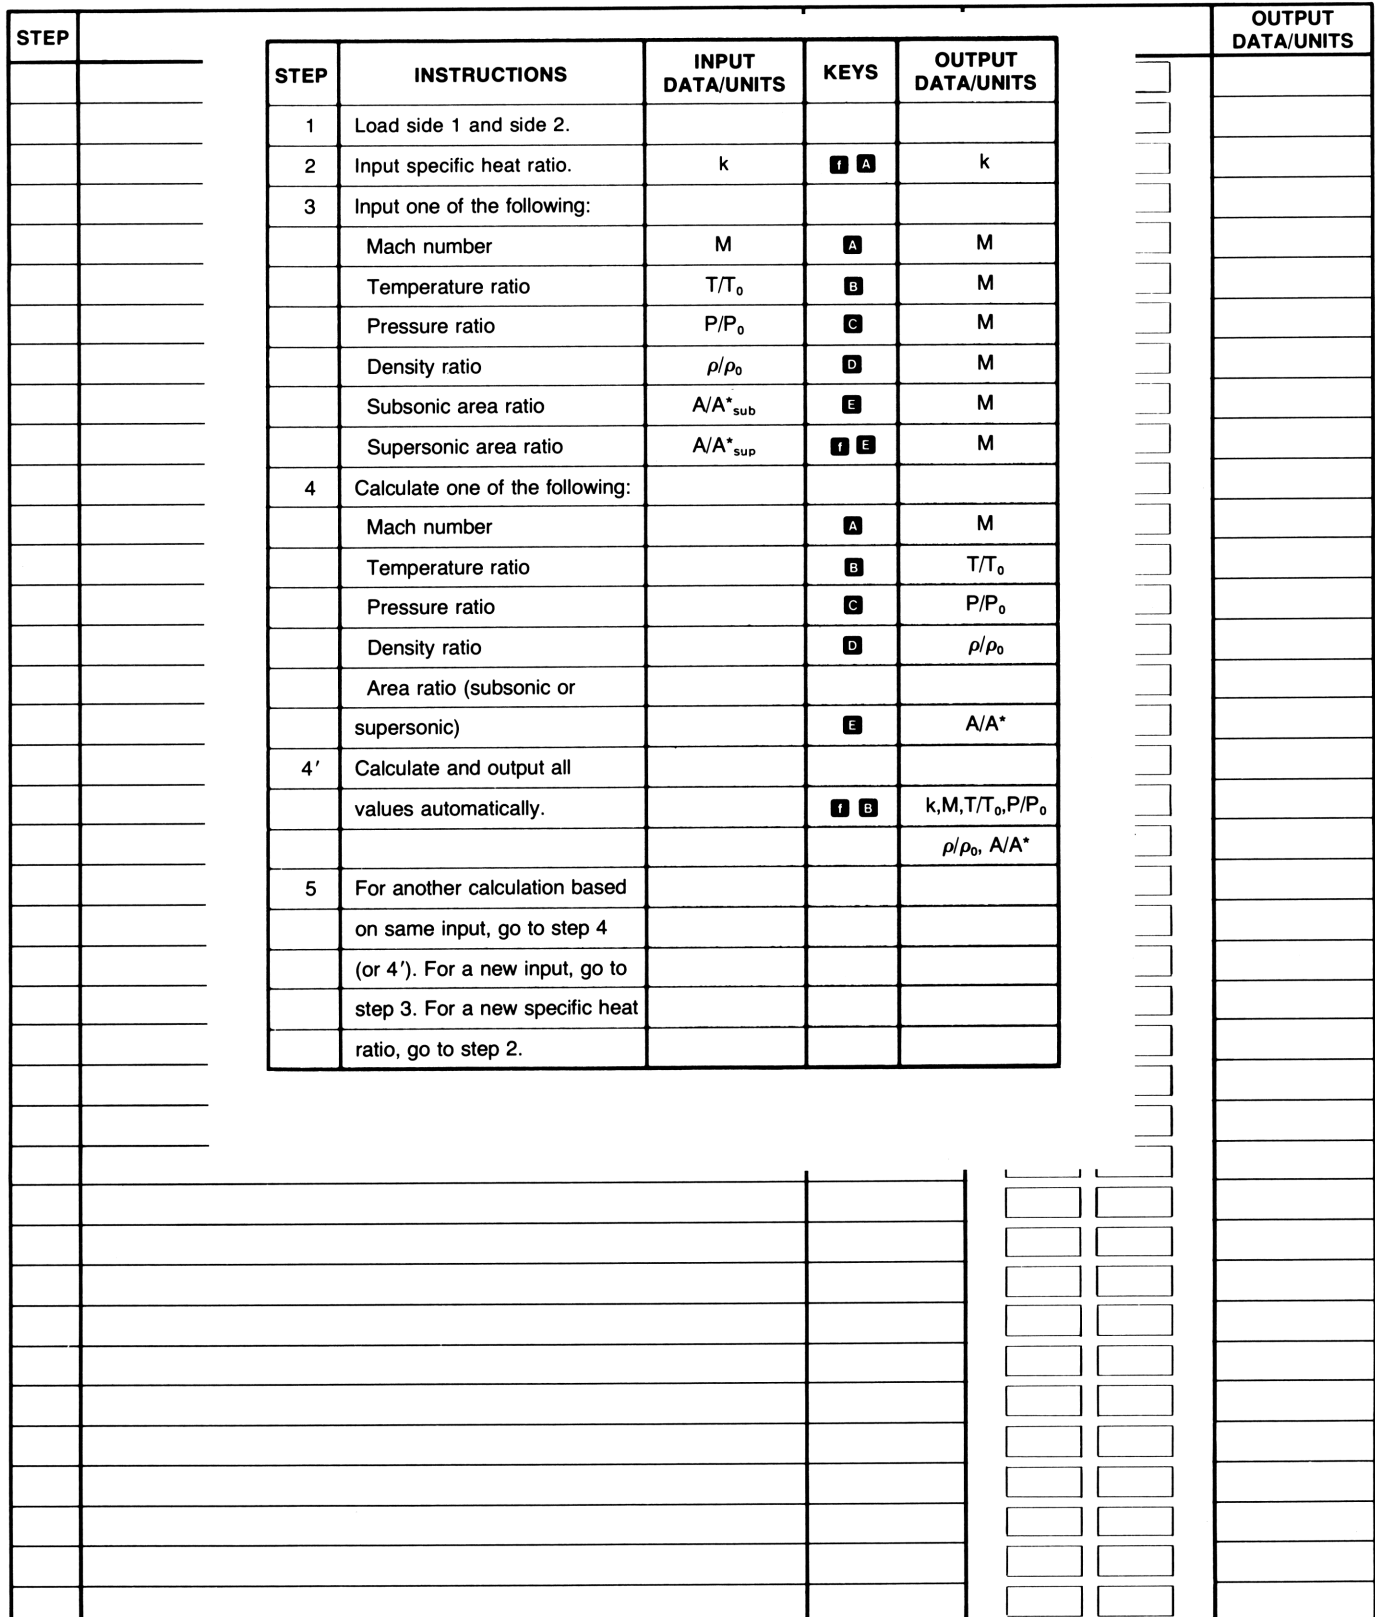 STEP
OUTPUT
DATA/UNITS
STEP INSTRUCTIONS INPUT DATA/UNITS KEYS OUTPUT DATA/UNITS
1 Load side 1 and side 2.
2 Input specific heat ratio. k f A k
3 Input one of the following:
Mach number M A M
Temperature ratio T/T₀ B M
Pressure ratio P/P₀ C M
Density ratio ρ/ρ₀ D M
Subsonic area ratio A/A*sub E M
Supersonic area ratio A/A*sup f E M
4 Calculate one of the following:
Mach number A M
Temperature ratio B T/T₀
Pressure ratio C P/P₀
Density ratio D ρ/ρ₀
Area ratio (subsonic or
supersonic) E A/A*
4′ Calculate and output all
values automatically. f B k,M,T/T₀,P/P₀
ρ/ρ₀, A/A*
5 For another calculation based
on same input, go to step 4
(or 4′). For a new input, go to
step 3. For a new specific heat
ratio, go to step 2.